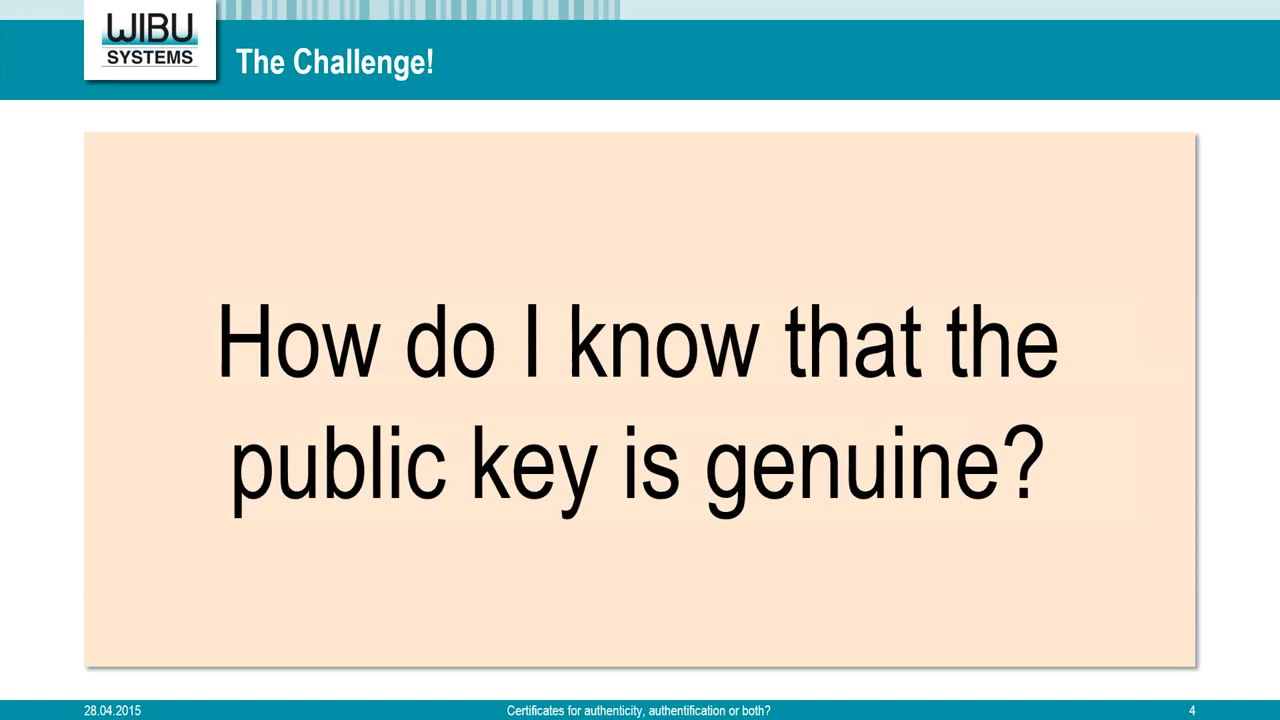 WIBU
SYSTEMS
The Challenge!
How do I know that the
public key is genuine?
28.04.2015
Certificates for authenticity, authentification or both?
4